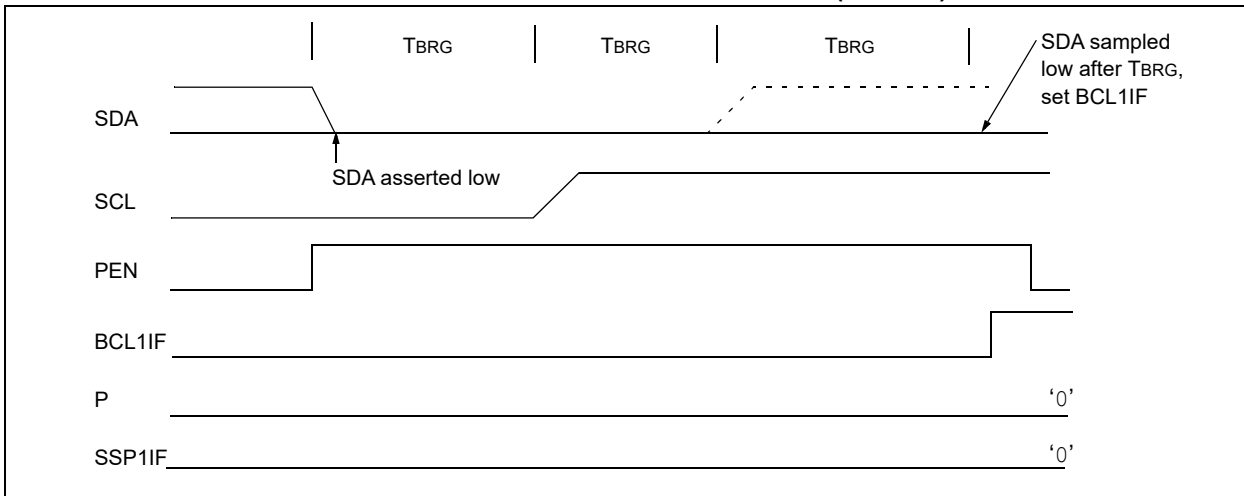 TBRG TBRG TBRG
SDA sampled
low after TBRG,
set BCL1IF
SDA
SDA asserted low
SCL
PEN
BCL1IF
P ‘0’
SSP1IF ‘0’